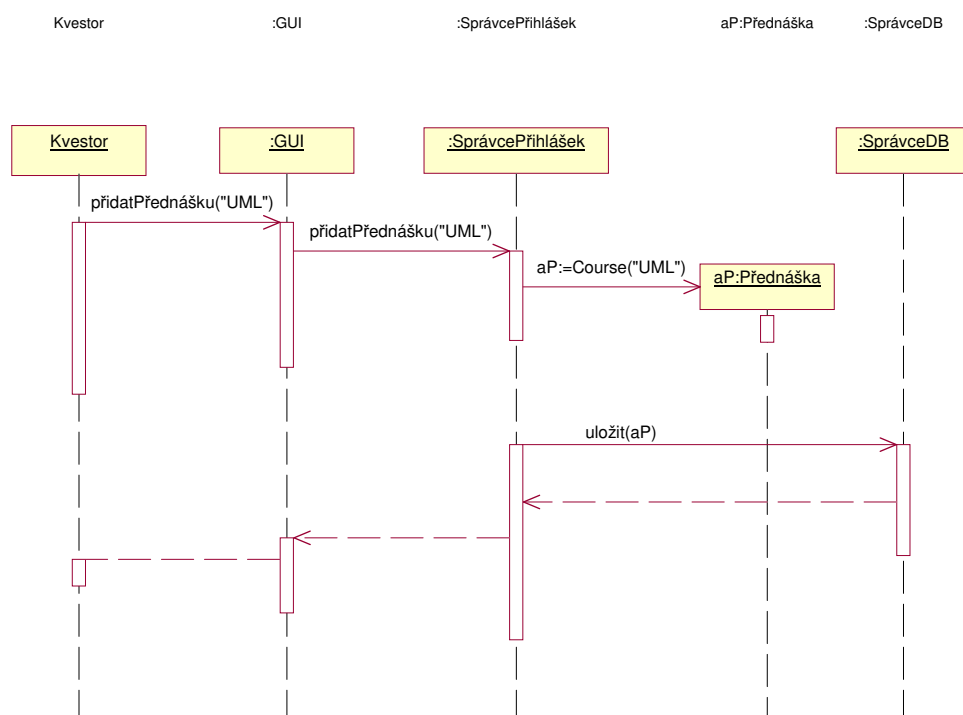 Kvestor :GUI :SprávcePřihlášek aP:Přednáška :SprávceDB
Kvestor :GUI :SprávcePřihlášek :SprávceDB
přidatPřednášku("UML")
přidatPřednášku("UML")
aP:=Course("UML")
aP:Přednáška
uložit(aP)